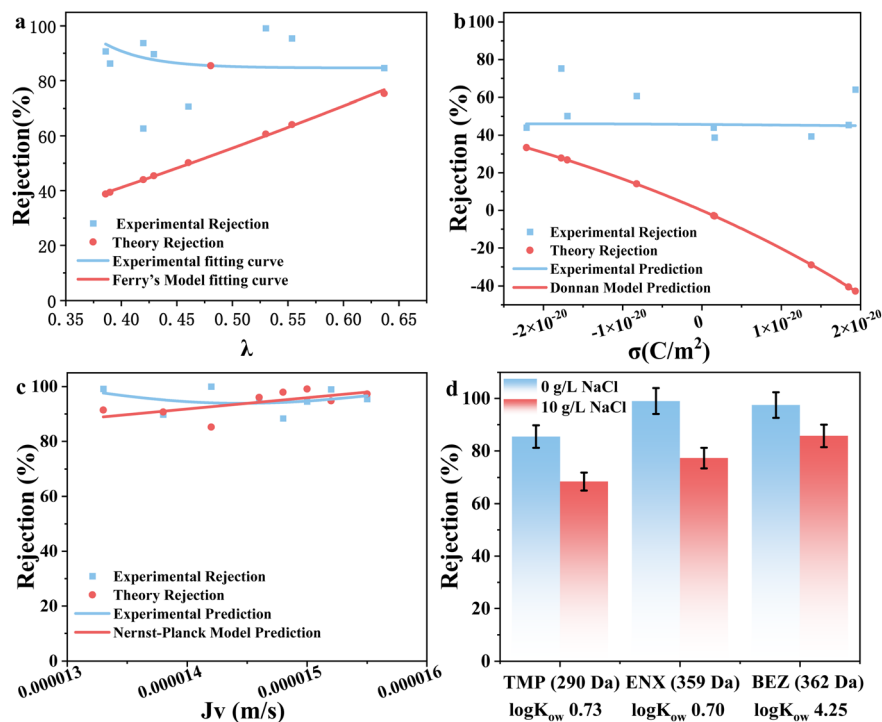 a
Rejection(%)
100
80
60
40
20
0
Experimental Rejection
Theory Rejection
Experimental fitting curve
Ferry's Model fitting curve
0.35
0.40
0.45
0.50
0.55
0.60
0.65
λ
b
Rejection (%)
100
80
60
40
20
0
-20
-40
Experimental Rejection
Theory Rejection
Experimental Prediction
Donnan Model Prediction
-2×10⁻²⁰
-1×10⁻²⁰
0
1×10⁻²⁰
2×10⁻²⁰
σ(C/m²)
c
Rejection (%)
100
80
60
40
20
0
Experimental Rejection
Theory Rejection
Experimental Prediction
Nernst-Planck Model Prediction
0.000013
0.000014
0.000015
0.000016
Jv (m/s)
d
0 g/L NaCl
10 g/L NaCl
Rejection (%)
100
80
60
40
20
0
TMP (290 Da) ENX (359 Da) BEZ (362 Da)
logKow 0.73 logKow 0.70 logKow 4.25